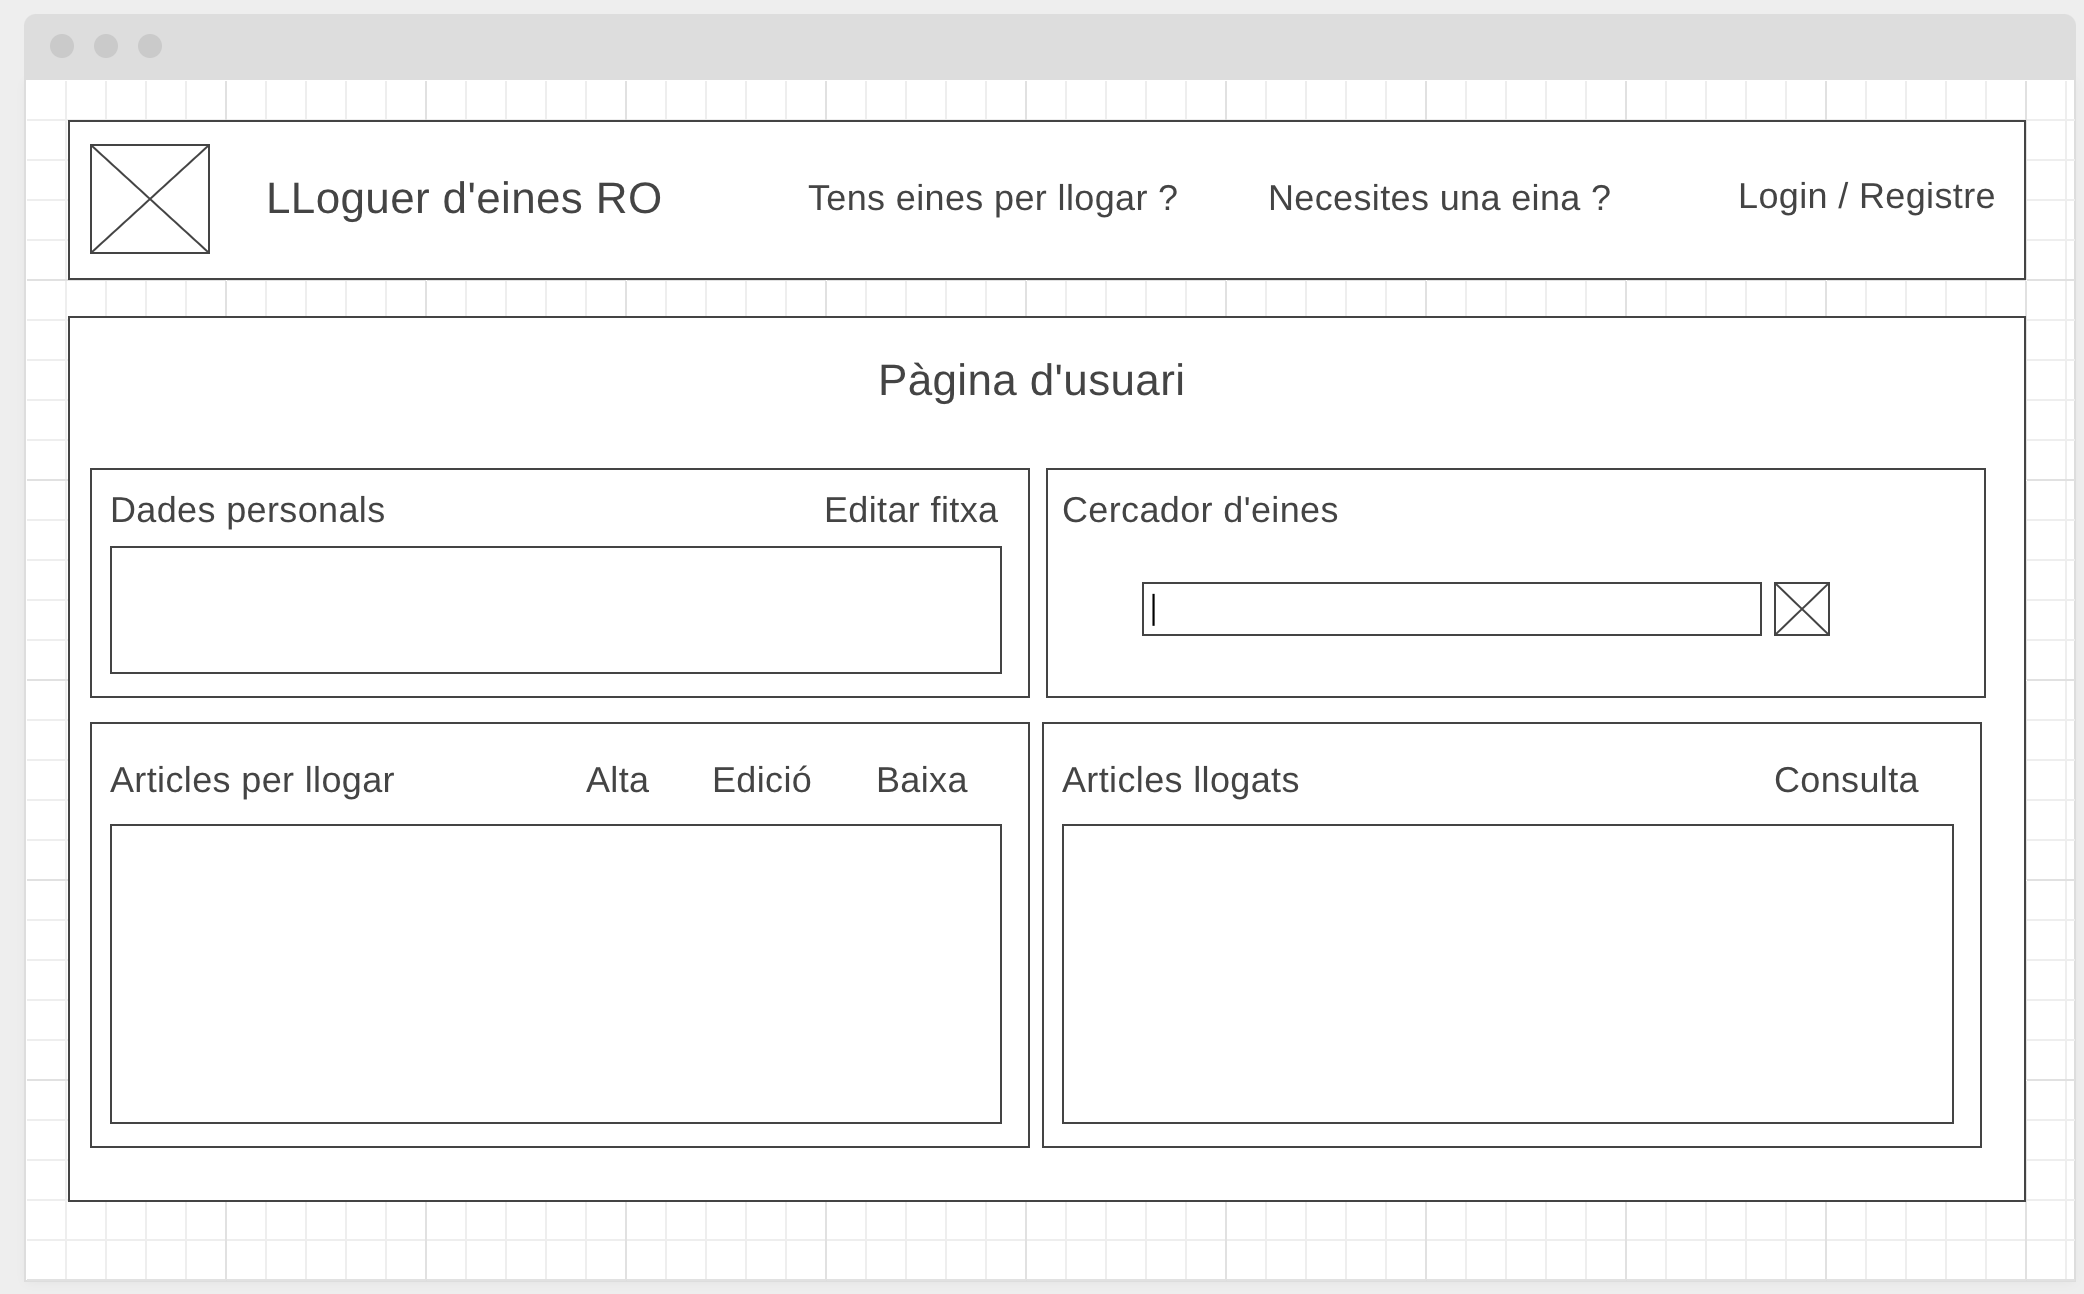 LLoguer d'eines RO
Tens eines per llogar ?
Necesites una eina ?
Login / Registre
Pàgina d'usuari
Dades personals
Editar fitxa
Cercador d'eines
Articles per llogar
Alta
Edició
Baixa
Articles llogats
Consulta